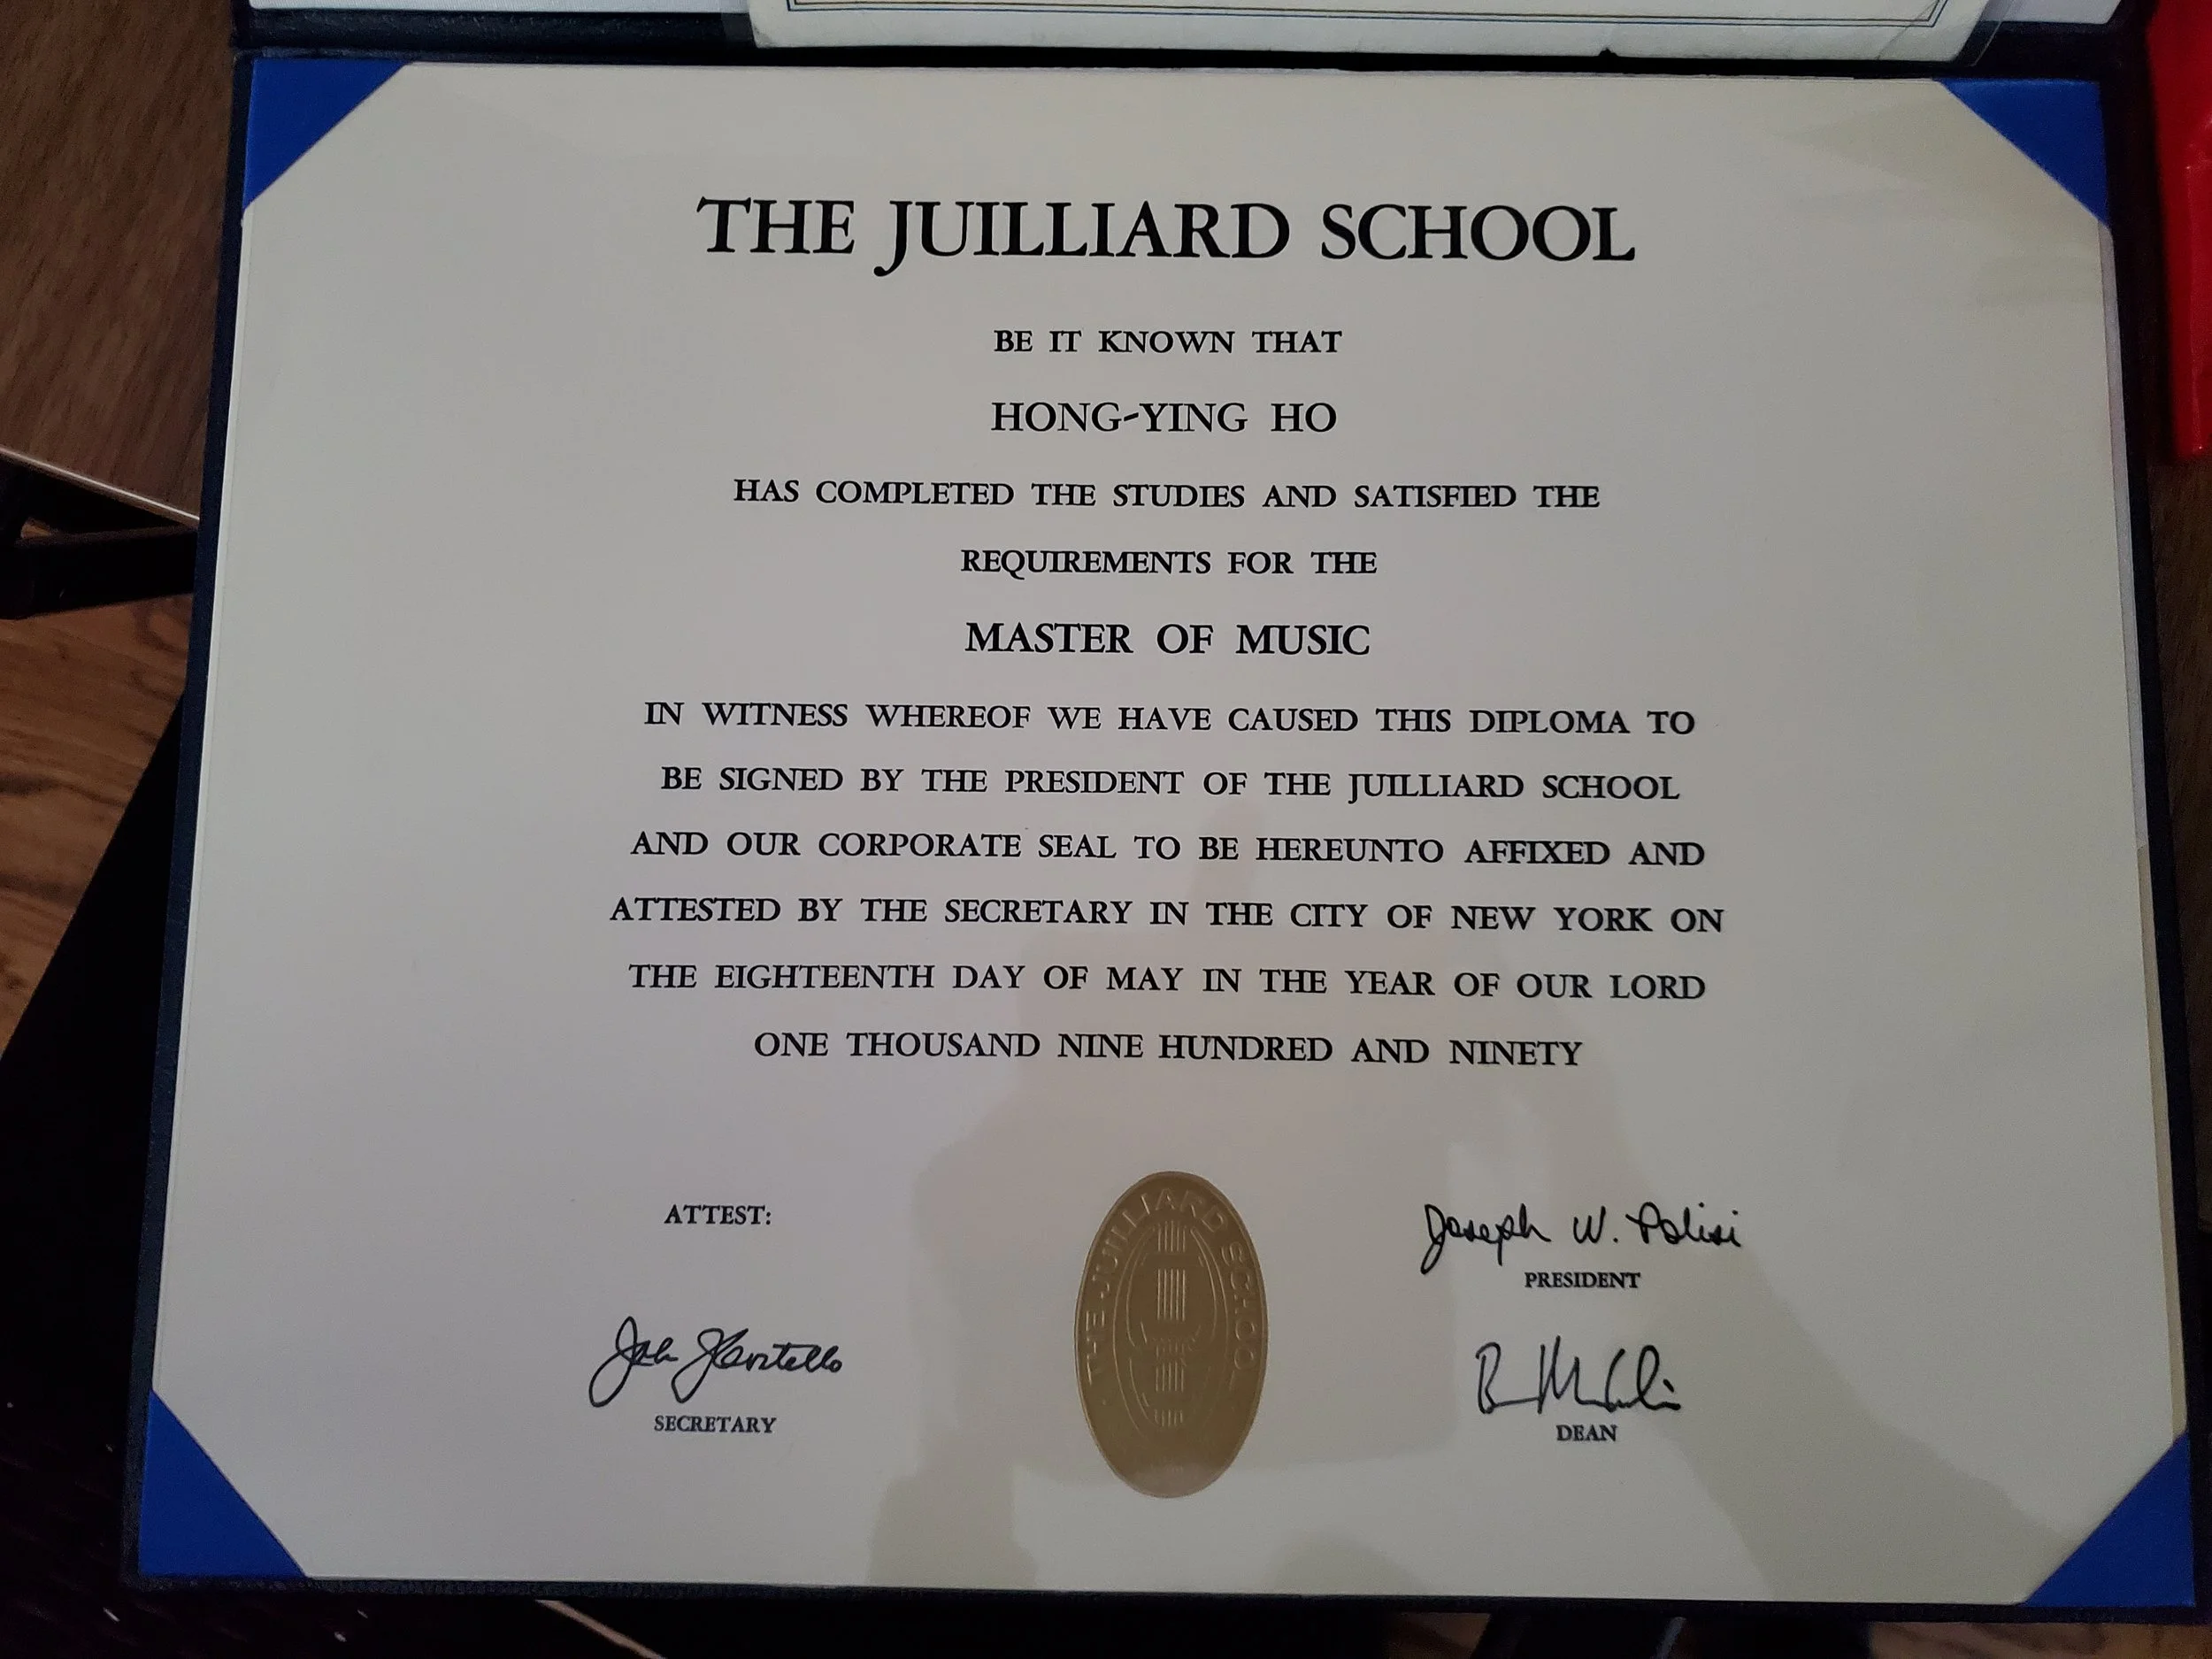 THE JUILLIARD SCHOOL
BE IT KNOWN THAT
HONG-YING HO
HAS COMPLETED THE STUDIES AND SATISFIED THE
REQUIREMENTS FOR THE
MASTER OF MUSIC
IN WITNESS WHEREOF WE HAVE CAUSED THIS DIPLOMA TO
BE SIGNED BY THE PRESIDENT OF THE JUILLIARD SCHOOL
AND OUR CORPORATE SEAL TO BE HEREUNTO AFFIXED AND
ATTESTED BY THE SECRETARY IN THE CITY OF NEW YORK ON
THE EIGHTEENTH DAY OF MAY IN THE YEAR OF OUR LORD
ONE THOUSAND NINE HUNDRED AND NINETY
ATTEST:
SECRETARY
THE JUILLIARD SCHOOL
Joseph W. Polisi
PRESIDENT
DEAN